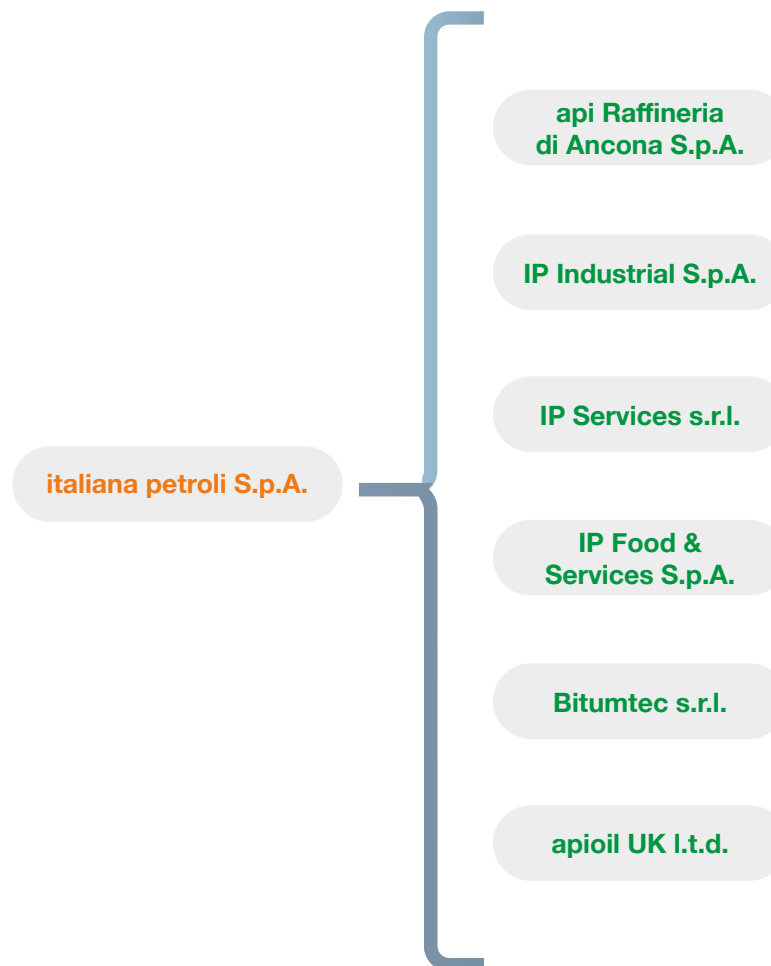 api Raffineria
di Ancona S.p.A.
IP Industrial S.p.A.
IP Services s.r.l.
italiana petroli S.p.A.
IP Food &
Services S.p.A.
Bitumtec s.r.l.
apioil UK l.t.d.